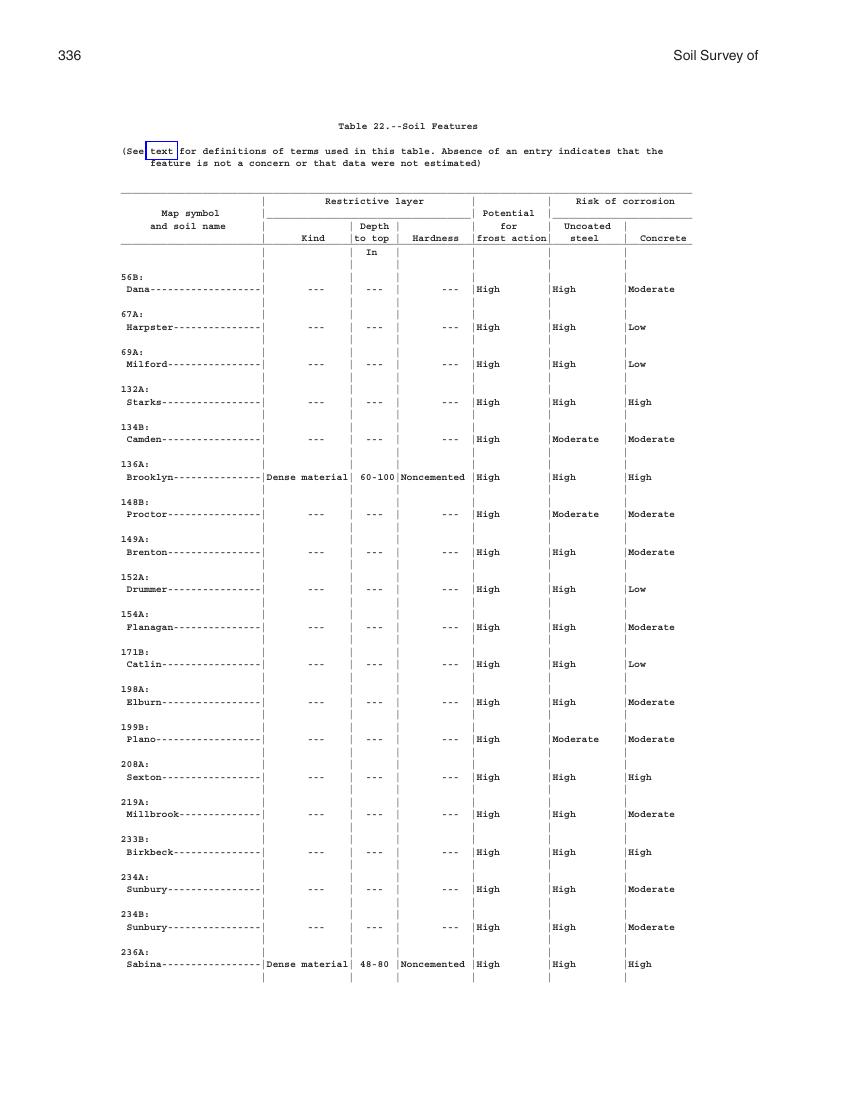 336
Soil Survey of
Table 22.--Soil Features
(See text for definitions of terms used in this table. Absence of an entry indicates that the
feature is not a concern or that data were not estimated)
Restrictive layer | Risk of corrosion
Map symbol | Potential
and soil name | Depth | for | Uncoated
Kind |to top | Hardness |frost action| steel | Concrete
In
56B:
Dana-------------------| --- | --- | --- |High |High |Moderate
67A:
Harpster---------------| --- | --- | --- |High |High |Low
69A:
Milford----------------| --- | --- | --- |High |High |Low
132A:
Starks-----------------| --- | --- | --- |High |High |High
134B:
Camden-----------------| --- | --- | --- |High |Moderate |Moderate
136A:
Brooklyn---------------|Dense material| 60-100|Noncemented |High |High |High
148B:
Proctor----------------| --- | --- | --- |High |Moderate |Moderate
149A:
Brenton----------------| --- | --- | --- |High |High |Moderate
152A:
Drummer----------------| --- | --- | --- |High |High |Low
154A:
Flanagan---------------| --- | --- | --- |High |High |Moderate
171B:
Catlin-----------------| --- | --- | --- |High |High |Low
198A:
Elburn-----------------| --- | --- | --- |High |High |Moderate
199B:
Plano------------------| --- | --- | --- |High |Moderate |Moderate
208A:
Sexton-----------------| --- | --- | --- |High |High |High
219A:
Millbrook--------------| --- | --- | --- |High |High |Moderate
233B:
Birkbeck---------------| --- | --- | --- |High |High |High
234A:
Sunbury----------------| --- | --- | --- |High |High |Moderate
234B:
Sunbury----------------| --- | --- | --- |High |High |Moderate
236A:
Sabina-----------------|Dense material| 48-80 |Noncemented |High |High |High